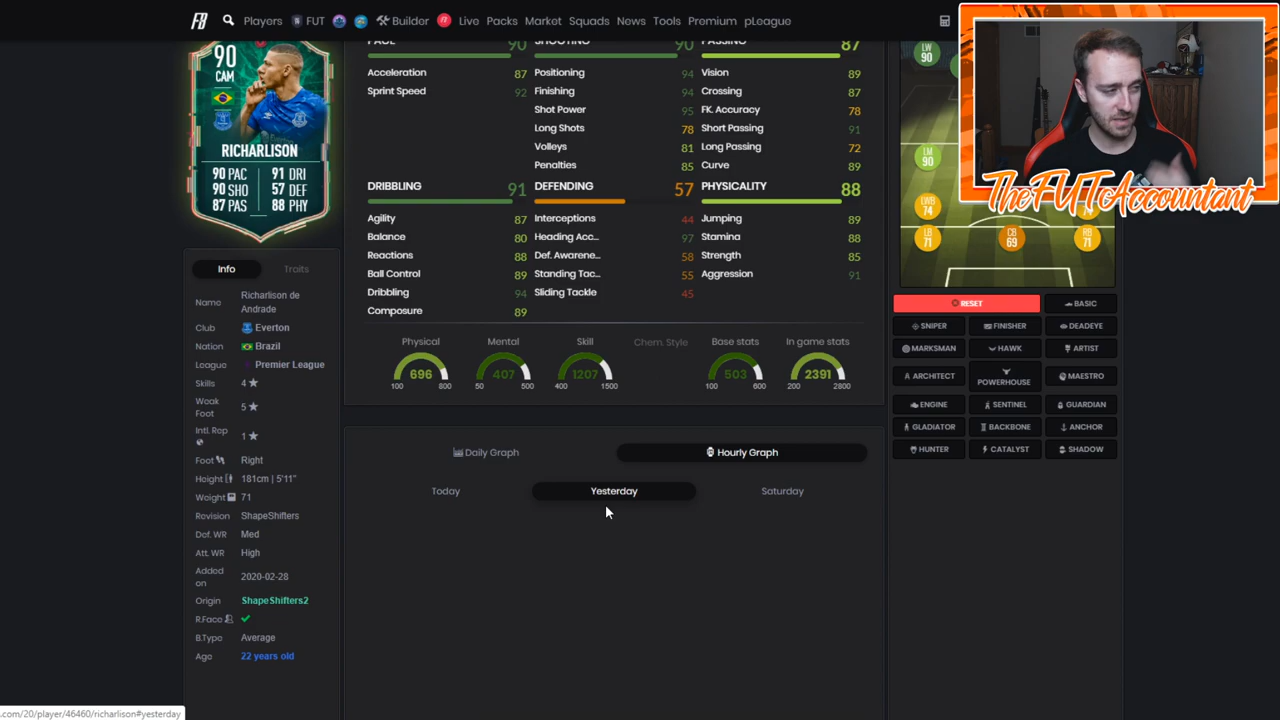 FB Players FUT Builder Live Packs Market Squads News Tools Premium pLeague
90
CAM
RICHARLISON
90 PAC 91 DRI
90 SHO 57 DEF
87 PAS 88 PHY
PACE 90 SHOOTING 90 PASSING 87
Acceleration 87
Sprint Speed 92
Positioning 94
Finishing 94
Shot Power 95
Long Shots 78
Volleys 81
Penalties 85
Vision 89
Crossing 87
FK Accuracy 78
Short Passing 91
Long Passing 72
Curve 89
DRIBBLING 91
Agility 87
Balance 80
Reactions 88
Ball Control 89
Dribbling 94
Composure 89
DEFENDING 57
Interceptions 44
Heading Acc... 97
Def. Awarene... 58
Standing Tac... 55
Sliding Tackle 45
PHYSICALITY 88
Jumping 89
Stamina 88
Strength 85
Aggression 91
Physical
696
100 800
Mental
407
50 500
Skill
1207
400 1500
Chem. Style
Base stats
503
100 600
In game stats
2391
200 2800
Info Traits
Name Richarlison de
Andrade
Club Everton
Nation Brazil
League Premier League
Skills 4
Weak
Foot 5
Intl. Rep 1
Foot Right
Height 181cm | 5'11"
Weight 71
Revision ShapeShifters
Def. WR Med
Att. WR High
Added
on 2020-02-28
Origin ShapeShifters2
R.Face
B.Type Average
Age 22 years old
Daily Graph Hourly Graph
Today Yesterday Saturday
LW
90
LM
90
LWB
74
74
LB
71
CB
69
RB
71
TheFUTAccountant
RESET BASIC
SNIPER FINISHER DEADEYE
MARKSMAN HAWK ARTIST
ARCHITECT POWERHOUSE MAESTRO
ENGINE SENTINEL GUARDIAN
GLADIATOR BACKBONE ANCHOR
HUNTER CATALYST SHADOW
.com/20/player/46460/richarlison#yesterday